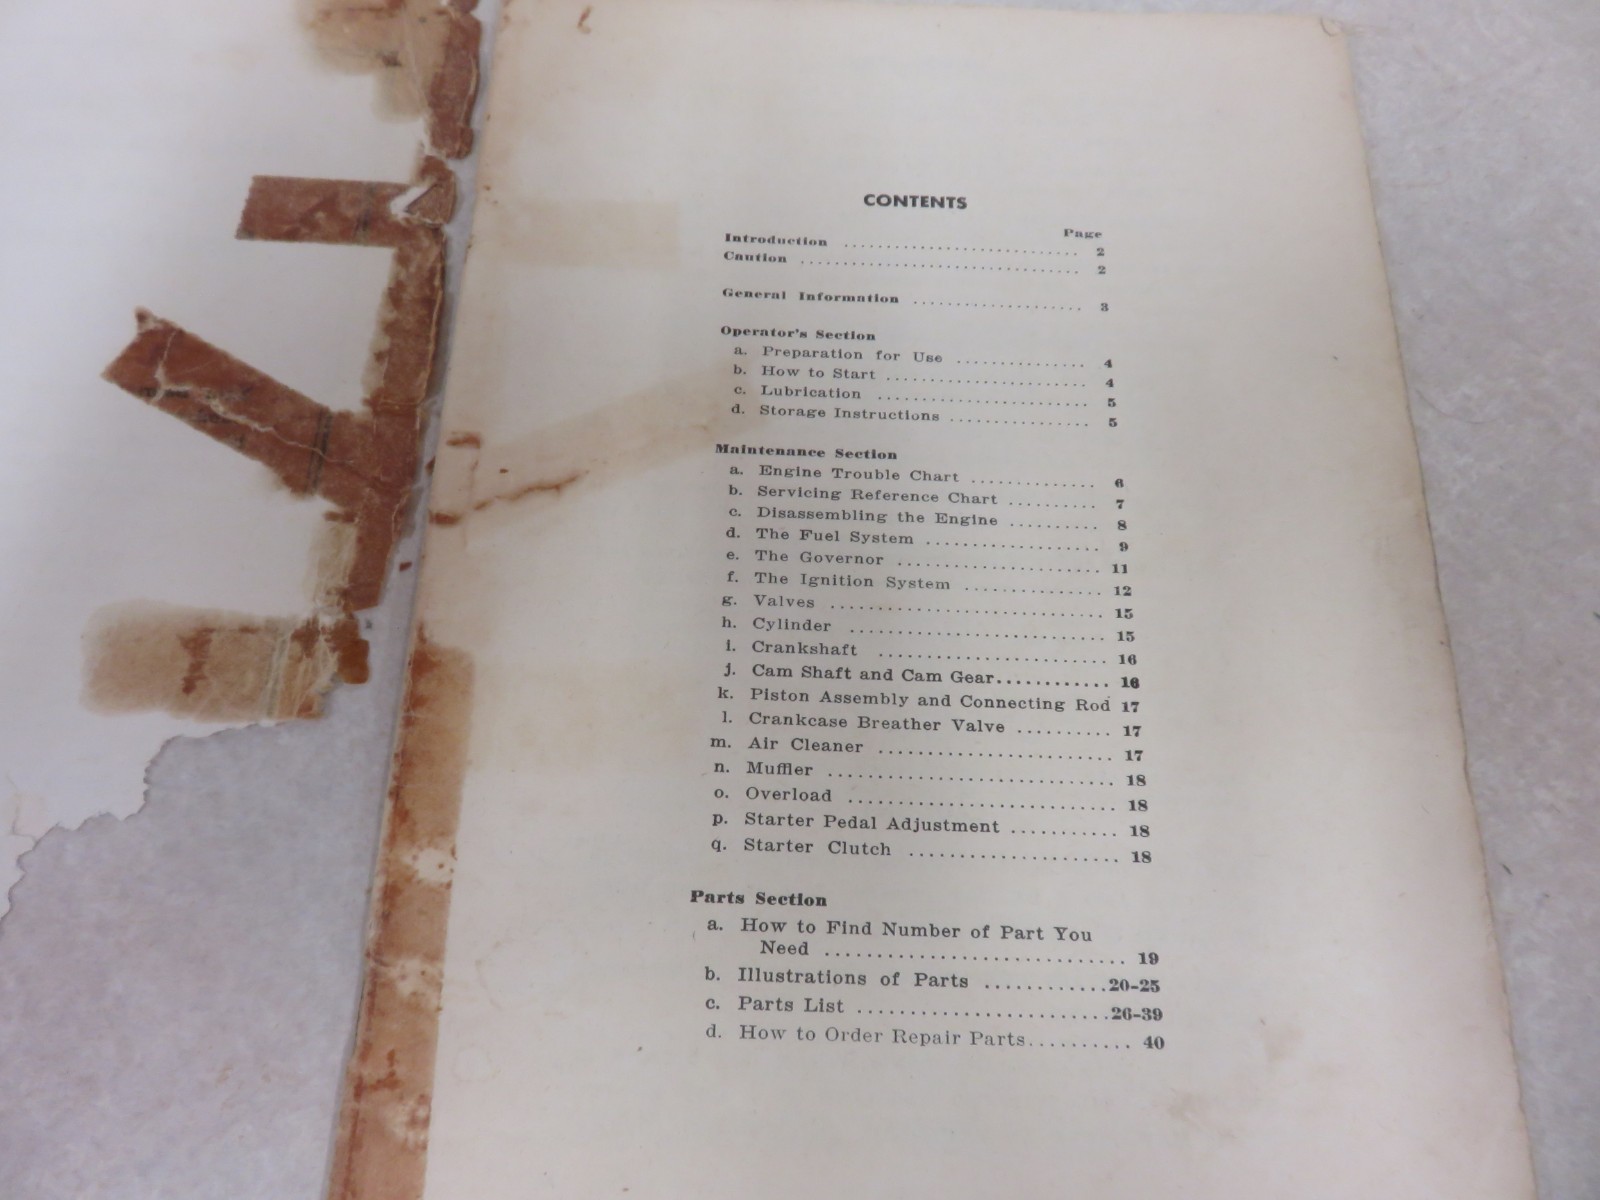 CONTENTS
Page
Introduction .......................... 2
Caution ................................ 2
General Information .................... 3
Operator's Section
a. Preparation for Use ............... 4
b. How to Start ........................ 4
c. Lubrication ......................... 5
d. Storage Instructions ................ 5
Maintenance Section
a. Engine Trouble Chart .............. 6
b. Servicing Reference Chart .......... 7
c. Disassembling the Engine .......... 8
d. The Fuel System .................... 9
e. The Governor ........................ 11
f. The Ignition System ................ 12
g. Valves ................................ 15
h. Cylinder .............................. 15
i. Crankshaft .......................... 16
j. Cam Shaft and Cam Gear............ 16
k. Piston Assembly and Connecting Rod 17
l. Crankcase Breather Valve .......... 17
m. Air Cleaner .......................... 17
n. Muffler ................................ 18
o. Overload .............................. 18
p. Starter Pedal Adjustment ........... 18
q. Starter Clutch ...................... 18
Parts Section
a. How to Find Number of Part You
Need ............................. 19
b. Illustrations of Parts ............20-25
c. Parts List ........................26-39
d. How to Order Repair Parts.......... 40